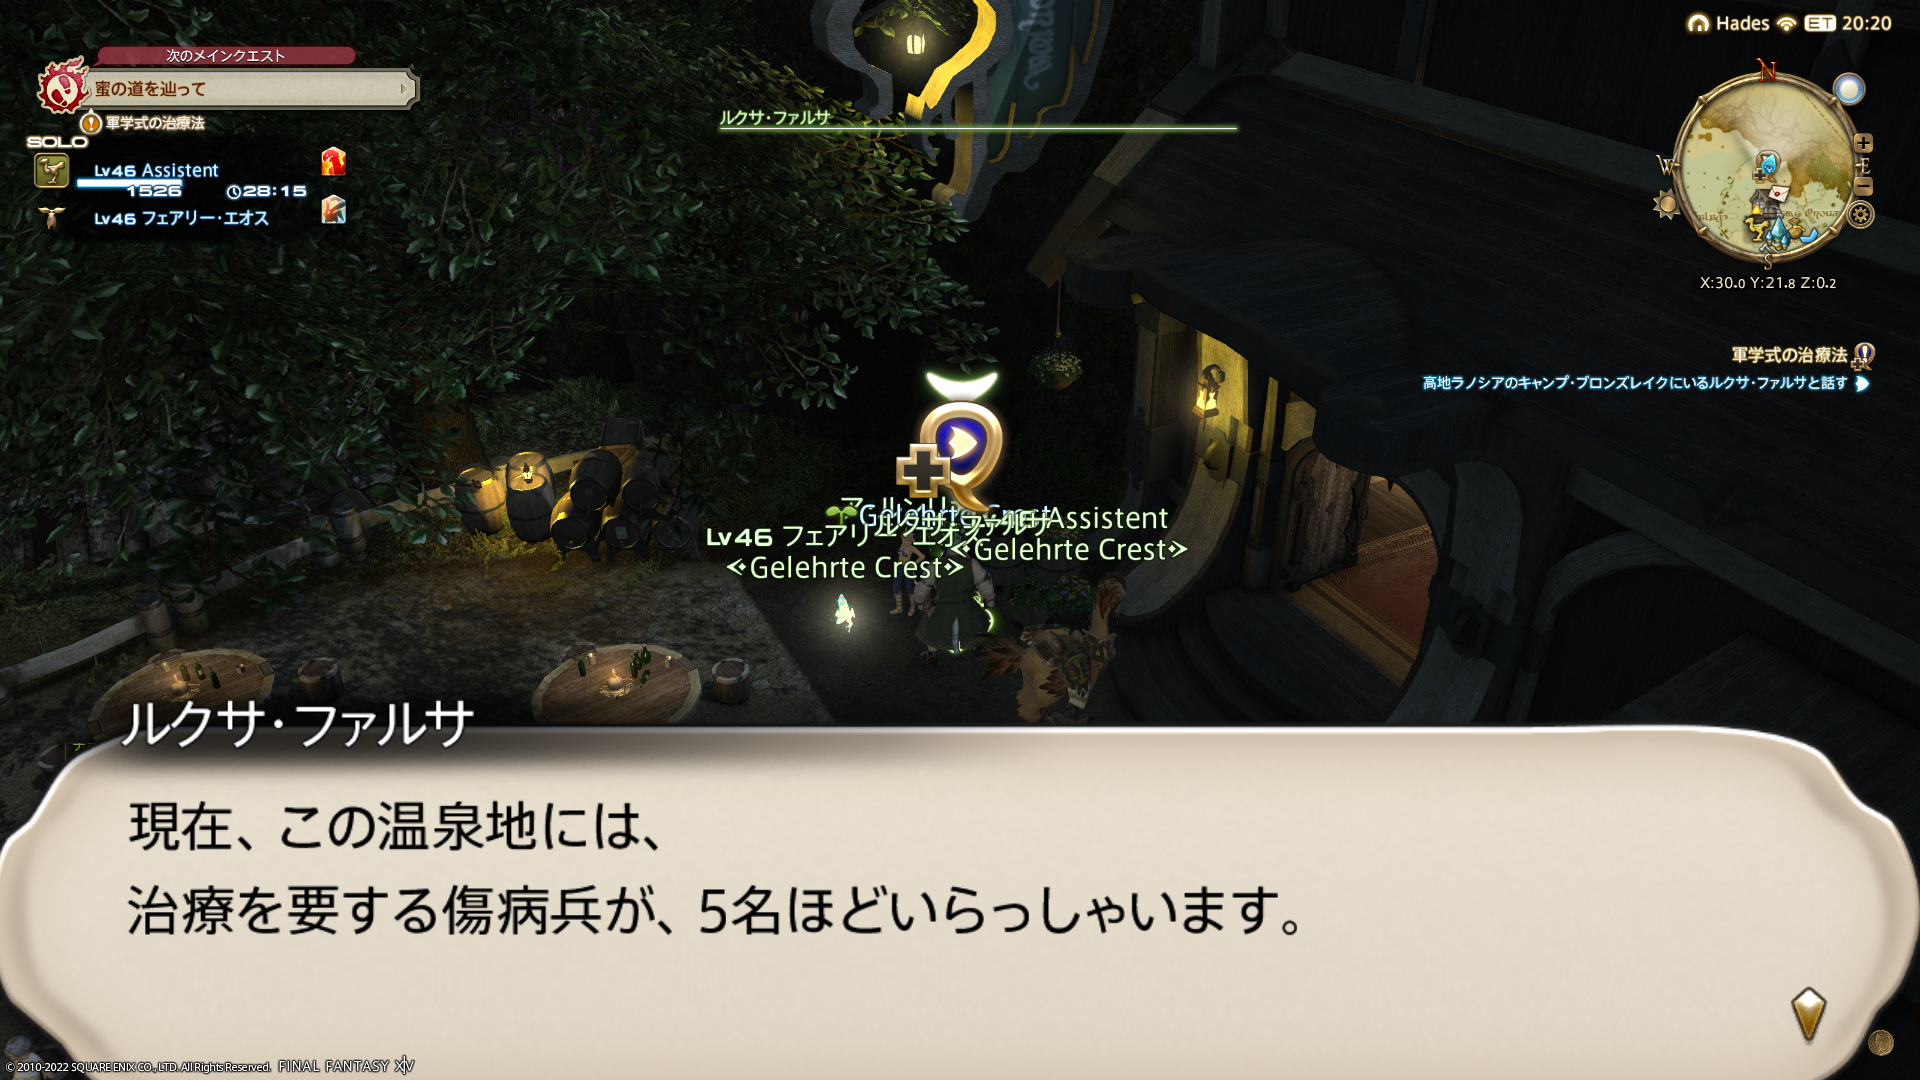 次のメインクエスト
蜜の道を辿って
軍学式の治療法
SOLO
Lv46 Assistent
1526 28:15
Lv46 フェアリー・エオス
ルクサ・ファルサ
Hades ET 20:20
N
W
E
S
X:30.0 Y:21.8 Z:0.2
軍学式の治療法
高地ラノシアのキャンプ・ブロンズレイクにいるルクサ・ファルサと話す
Assistent
Lv46 フェアリー・エオス
«Gelehrte Crest»
«Gelehrte Crest»
ルクサ・ファルサ
現在、この温泉地には、
治療を要する傷病兵が、5名ほどいらっしゃいます。
© 2010-2022 SQUARE ENIX CO., LTD. All Rights Reserved. FINAL FANTASY XIV